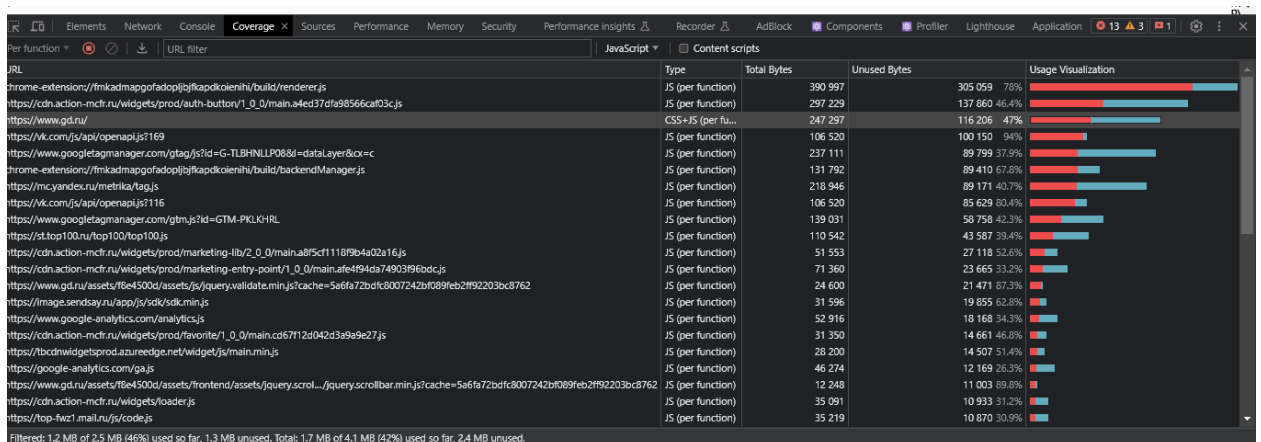 Elements Network Console Coverage × Sources Performance Memory Security Performance insights Recorder AdBlock Components Profiler Lighthouse Application 13 3 1
Per function URL filter JavaScript Content scripts
URL Type Total Bytes Unused Bytes Usage Visualization
chrome-extension://fmkadmapgofadopljbjfkapdkoienihi/build/renderer.js JS (per function) 390 997 305 059 78%
https://cdn.action-mcfr.ru/widgets/prod/auth-button/1_0_0/main.a4ed37dfa98566caf03c.js JS (per function) 297 229 137 860 46.4%
https://www.gd.ru/ CSS+JS (per fu... 247 297 116 206 47%
https://vk.com/js/api/openapi.js?169 JS (per function) 106 520 100 150 94%
https://www.googletagmanager.com/gtag/js?id=G-TLBHNLLP08&l=dataLayer&cx=c JS (per function) 237 111 89 799 37.9%
chrome-extension://fmkadmapgofadopljbjfkapdkoienihi/build/backendManager.js JS (per function) 131 792 89 410 67.8%
https://mc.yandex.ru/metrika/tag.js JS (per function) 218 946 89 171 40.7%
https://vk.com/js/api/openapi.js?116 JS (per function) 106 520 85 629 80.4%
https://www.googletagmanager.com/gtm.js?id=GTM-PKLKHRL JS (per function) 139 031 58 758 42.3%
https://st.top100.ru/top100/top100.js JS (per function) 110 542 43 587 39.4%
https://cdn.action-mcfr.ru/widgets/prod/marketing-lib/2_0_0/main.a8f5cf1118f9b4a02a16.js JS (per function) 51 553 27 118 52.6%
https://cdn.action-mcfr.ru/widgets/prod/marketing-entry-point/1_0_0/main.afe4f94da74903f96bdc.js JS (per function) 71 360 23 665 33.2%
https://www.gd.ru/assets/f8e4500d/assets/js/jquery.validate.min.js?cache=5a6fa72bdfc8007242bf089feb2ff92203bc8762 JS (per function) 24 600 21 471 87.3%
https://image.sendsay.ru/app/js/sdk/sdk.min.js JS (per function) 31 596 19 855 62.8%
https://www.google-analytics.com/analytics.js JS (per function) 52 916 18 168 34.3%
https://cdn.action-mcfr.ru/widgets/prod/favorite/1_0_0/main.cd67f12d042d3a9a9e27.js JS (per function) 31 350 14 661 46.8%
https://tbcdnwidgetsprod.azureedge.net/widget/js/main.min.js JS (per function) 28 200 14 507 51.4%
https://google-analytics.com/ga.js JS (per function) 46 274 12 169 26.3%
https://www.gd.ru/assets/f8e4500d/assets/frontend/assets/jquery.scrol.../jquery.scrollbar.min.js?cache=5a6fa72bdfc8007242bf089feb2ff92203bc8762 JS (per function) 12 248 11 003 89.8%
https://cdn.action-mcfr.ru/widgets/loader.js JS (per function) 35 091 10 933 31.2%
https://top-fwz1.mail.ru/js/code.js JS (per function) 35 219 10 870 30.9%
Filtered: 1.2 MB of 2.5 MB (46%) used so far, 1.3 MB unused. Total: 1.7 MB of 4.1 MB (42%) used so far, 2.4 MB unused.